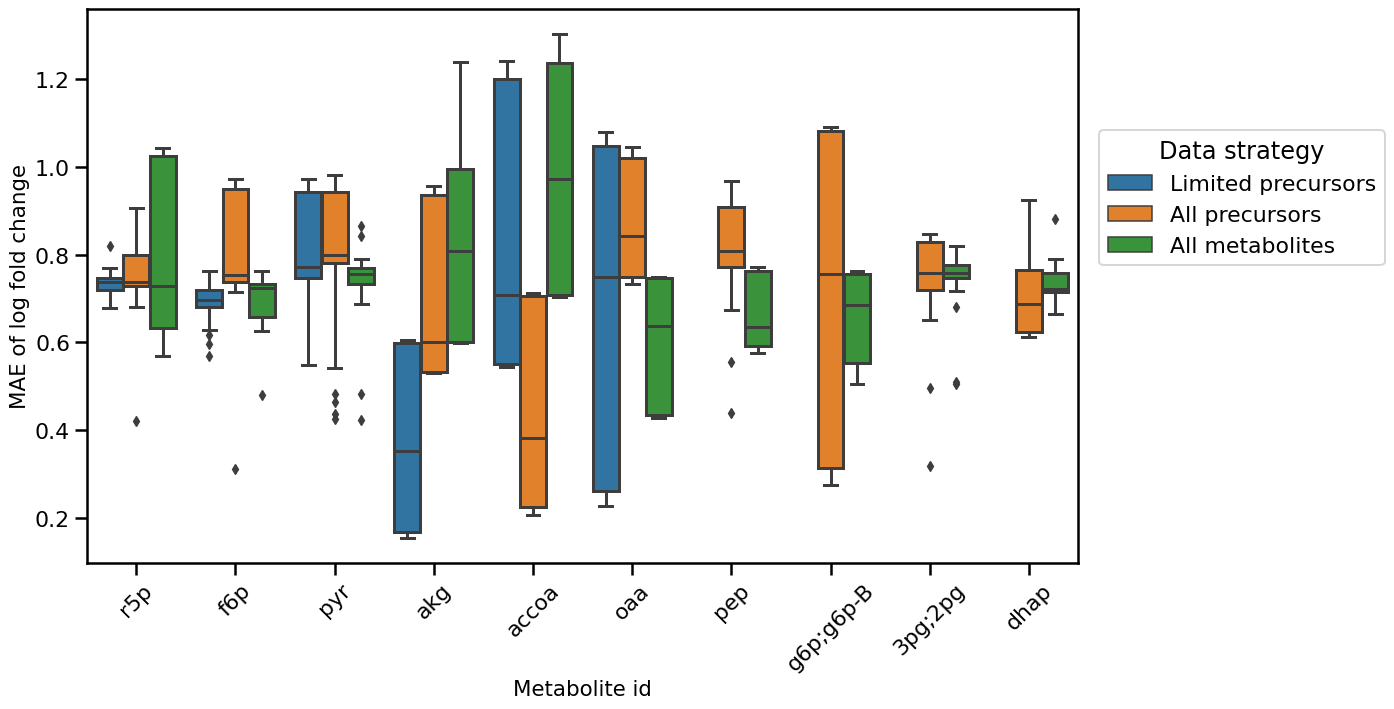 MAE of log fold change
1.2
1.0
0.8
0.6
0.4
0.2
r5p
f6p
pyr
akg
accoa
oaa
pep
g6p;g6p-B
3pg;2pg
dhap
Metabolite id
Data strategy
Limited precursors
All precursors
All metabolites